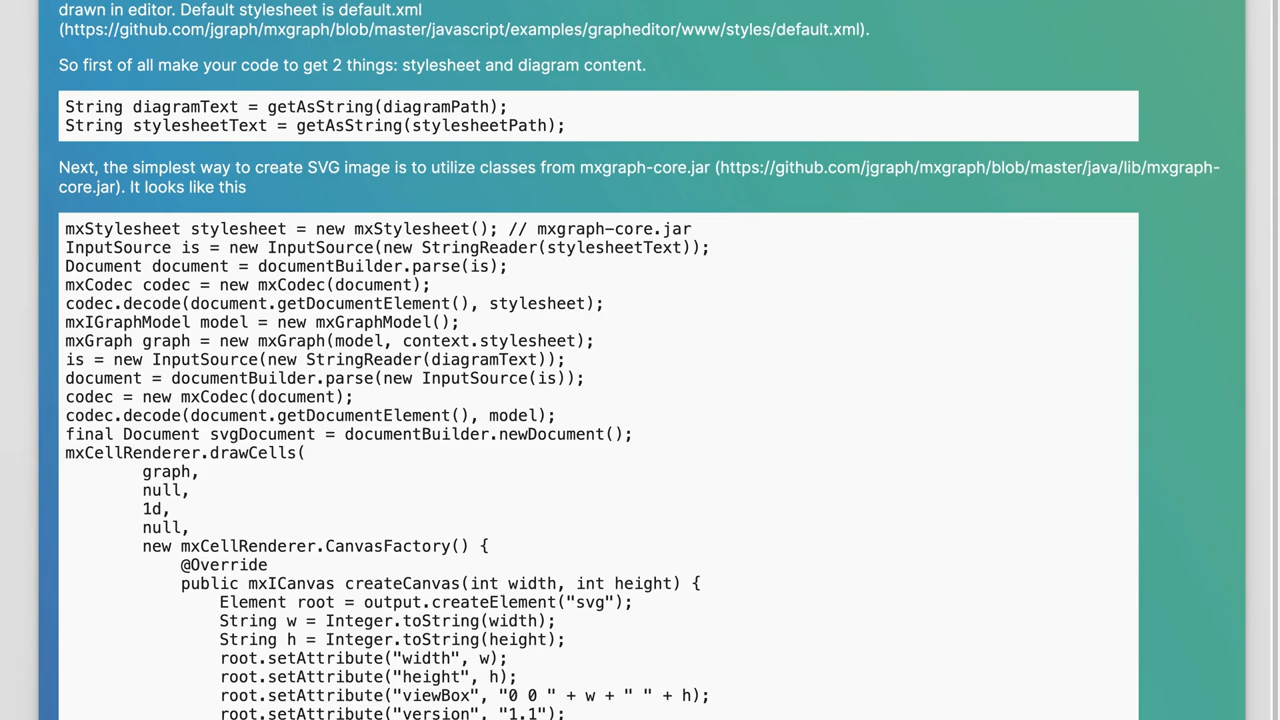 drawn in editor. Default stylesheet is default.xml
(https://github.com/jgraph/mxgraph/blob/master/javascript/examples/grapheditor/www/styles/default.xml).
So first of all make your code to get 2 things: stylesheet and diagram content.
String diagramText = getAsString(diagramPath);
String stylesheetText = getAsString(stylesheetPath);
Next, the simplest way to create SVG image is to utilize classes from mxgraph-core.jar (https://github.com/jgraph/mxgraph/blob/master/java/lib/mxgraph-
core.jar). It looks like this
mxStylesheet stylesheet = new mxStylesheet(); // mxgraph-core.jar
InputSource is = new InputSource(new StringReader(stylesheetText));
Document document = documentBuilder.parse(is);
mxCodec codec = new mxCodec(document);
codec.decode(document.getDocumentElement(), stylesheet);
mxIGraphModel model = new mxGraphModel();
mxGraph graph = new mxGraph(model, context.stylesheet);
is = new InputSource(new StringReader(diagramText));
document = documentBuilder.parse(new InputSource(is));
codec = new mxCodec(document);
codec.decode(document.getDocumentElement(), model);
final Document svgDocument = documentBuilder.newDocument();
mxCellRenderer.drawCells(
        graph,
        null,
        1d,
        null,
        new mxCellRenderer.CanvasFactory() {
            @Override
            public mxICanvas createCanvas(int width, int height) {
                Element root = output.createElement("svg");
                String w = Integer.toString(width);
                String h = Integer.toString(height);
                root.setAttribute("width", w);
                root.setAttribute("height", h);
                root.setAttribute("viewBox", "0 0 " + w + " " + h);
                root.setAttribute("version", "1.1");